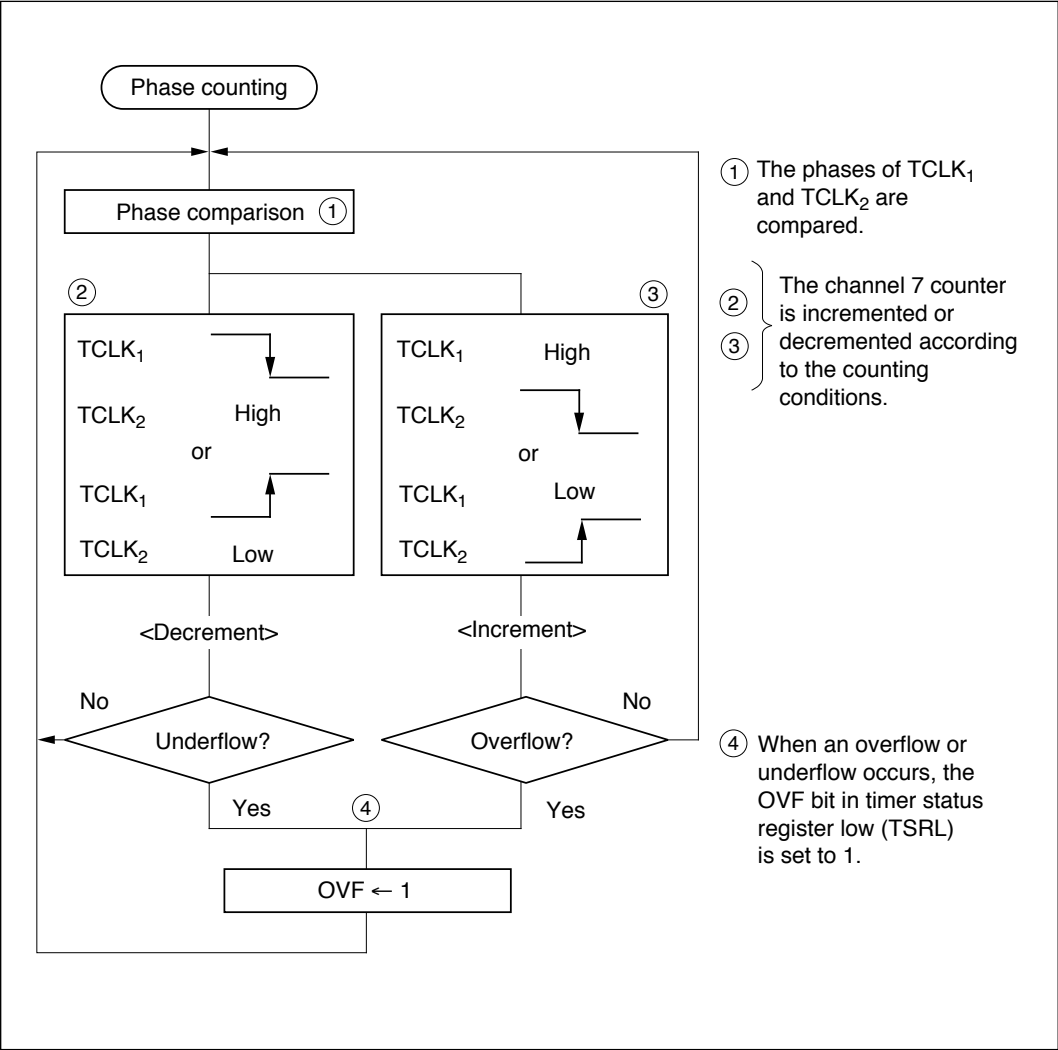 Phase counting
Phase comparison ①
① The phases of TCLK₁
and TCLK₂ are
compared.
②
③
② The channel 7 counter
is incremented or
③ decremented according
to the counting
conditions.
TCLK₁
TCLK₂ High
or
TCLK₁
TCLK₂ Low
TCLK₁ High
TCLK₂
or
TCLK₁ Low
TCLK₂
<Decrement>
<Increment>
No
Underflow?
Yes
No
Overflow?
Yes
④
④ When an overflow or
underflow occurs, the
OVF bit in timer status
register low (TSRL)
is set to 1.
OVF ← 1